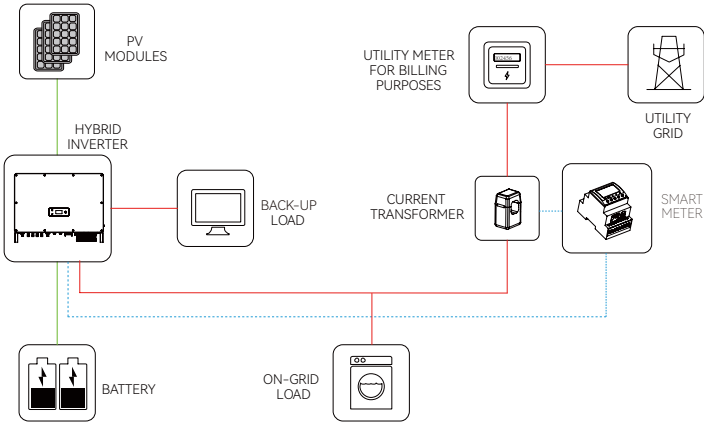 PV
MODULES
UTILITY METER
FOR BILLING
PURPOSES
UTILITY
GRID
HYBRID
INVERTER
BACK-UP
LOAD
CURRENT
TRANSFORMER
SMART
METER
BATTERY
ON-GRID
LOAD